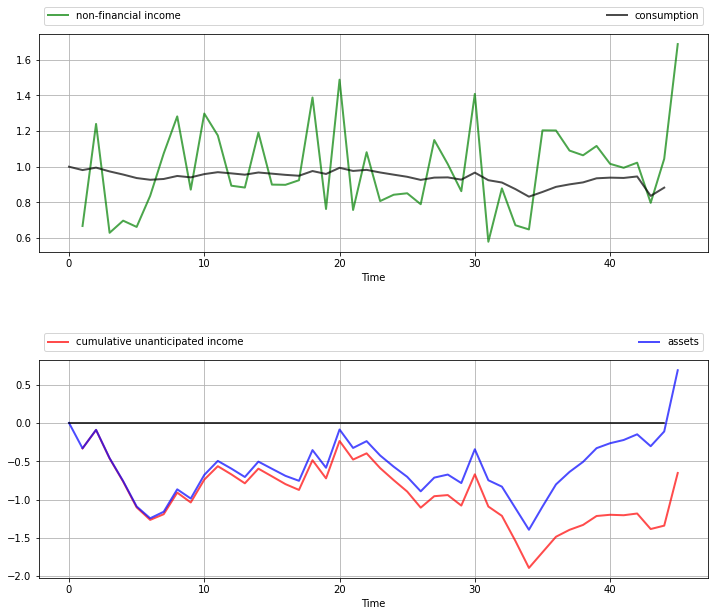 non-financial income consumption
1.6
1.4
1.2
1.0
0.8
0.6
0 10 20 30 40
Time
cumulative unanticipated income assets
0.5
0.0
−0.5
−1.0
−1.5
−2.0
0 10 20 30 40
Time